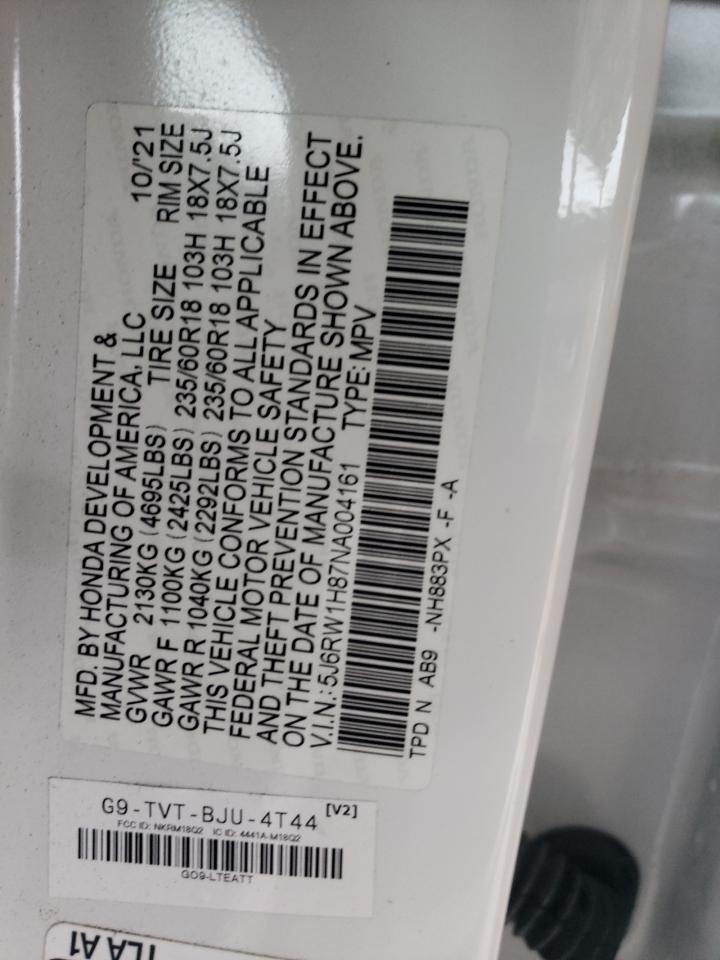 MFD. BY HONDA DEVELOPMENT &
MANUFACTURING OF AMERICA, LLC 10/'21
GVWR 2130KG (4695LBS) TIRE SIZE RIM SIZE
GAWR F 1100KG (2425LBS) 235/60R18 103H 18X7.5J
GAWR R 1040KG (2292LBS) 235/60R18 103H 18X7.5J
THIS VEHICLE CONFORMS TO ALL APPLICABLE
FEDERAL MOTOR VEHICLE SAFETY
AND THEFT PREVENTION STANDARDS IN EFFECT
ON THE DATE OF MANUFACTURE SHOWN ABOVE.
V.I.N.: 5J6RW1H87NA004161 TYPE: MPV
TPD N AB9 -NH883PX -F -A
G9-TVT-BJU-4T44 [V2]
FCC ID: NKRM18Q2 IC ID: 4441A-M18Q2
GO9-LTEATT
TLA A1